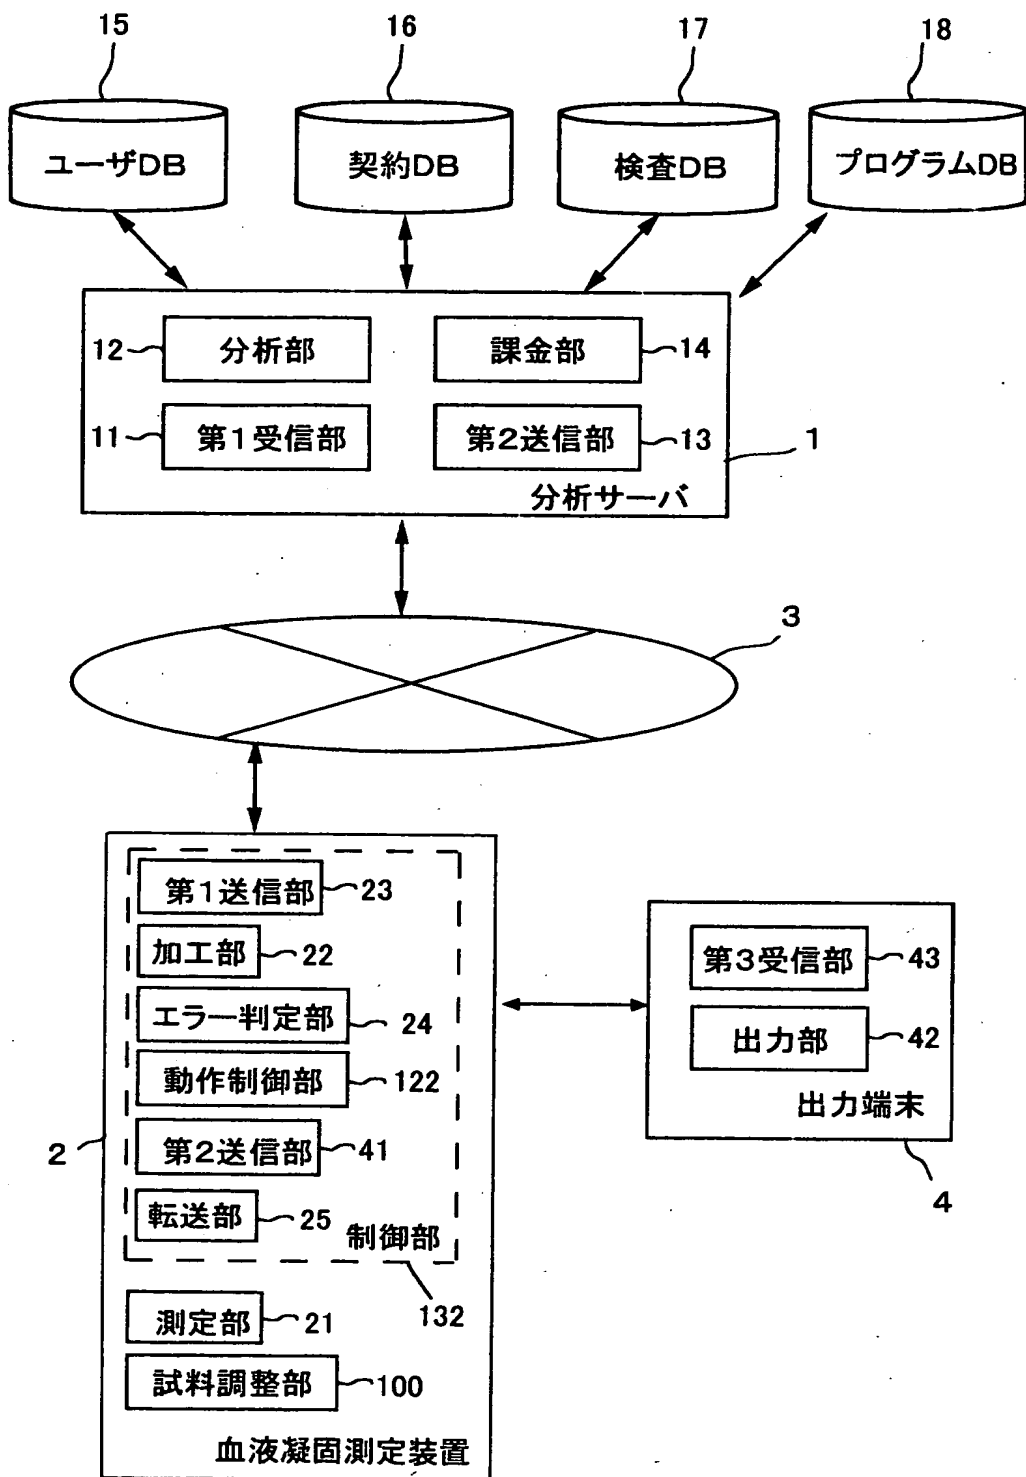 15
16
17
18
ユーザDB
契約DB
検査DB
プログラムDB
12
分析部
課金部
14
11
第1受信部
第2送信部
13
1
分析サーバ
3
第1送信部
23
加工部
22
エラー判定部
24
動作制御部
122
第2送信部
41
転送部
25
制御部
132
2
測定部
21
試料調整部
100
血液凝固測定装置
第3受信部
43
出力部
42
出力端末
4